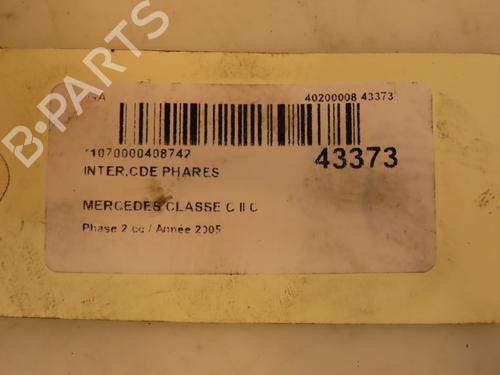 40200008 43373
*1070000408742
43373
INTER.CDE PHARES
MERCEDES CLASSE C II C
Phase 2 cc / Année 2005
B-PARTS